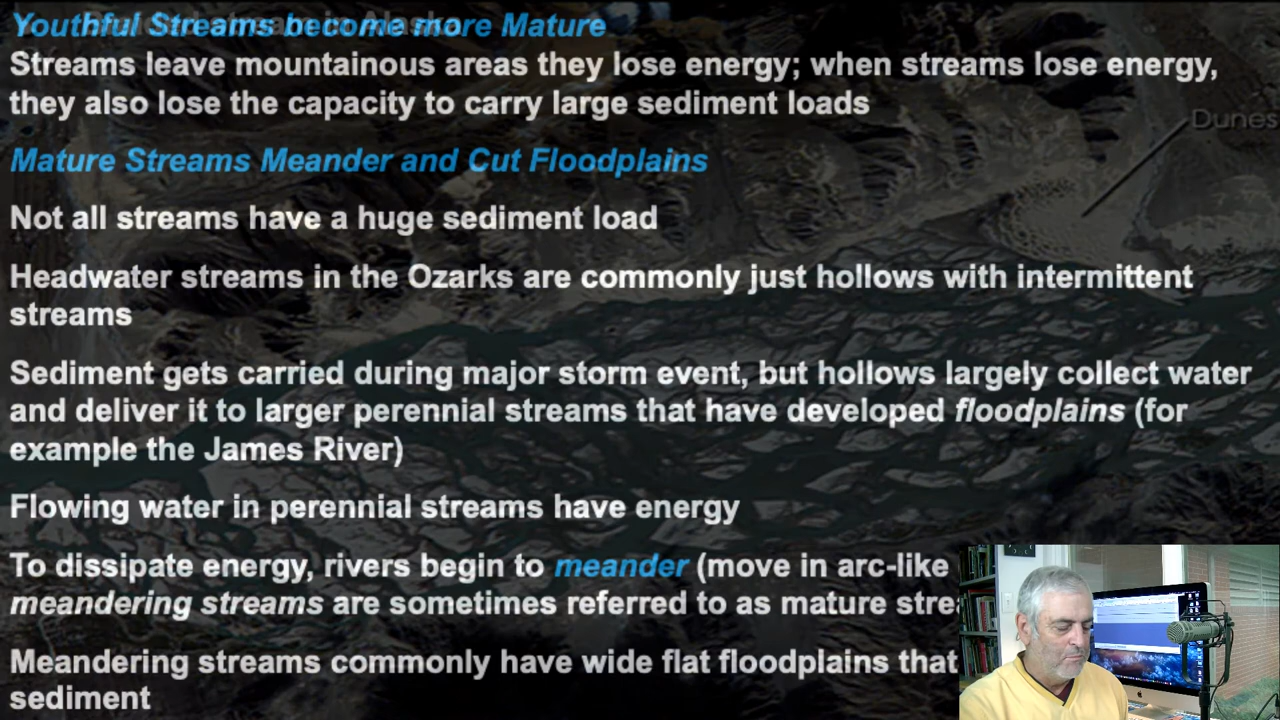 Youthful Streams become more Mature
Streams leave mountainous areas they lose energy; when streams lose energy,
they also lose the capacity to carry large sediment loads
Dunes
Mature Streams Meander and Cut Floodplains
Not all streams have a huge sediment load
Headwater streams in the Ozarks are commonly just hollows with intermittent
streams
Sediment gets carried during major storm event, but hollows largely collect water
and deliver it to larger perennial streams that have developed floodplains (for
example the James River)
Flowing water in perennial streams have energy
To dissipate energy, rivers begin to meander (move in arc-like
meandering streams are sometimes referred to as mature
Meandering streams commonly have wide flat floodplains that
sediment